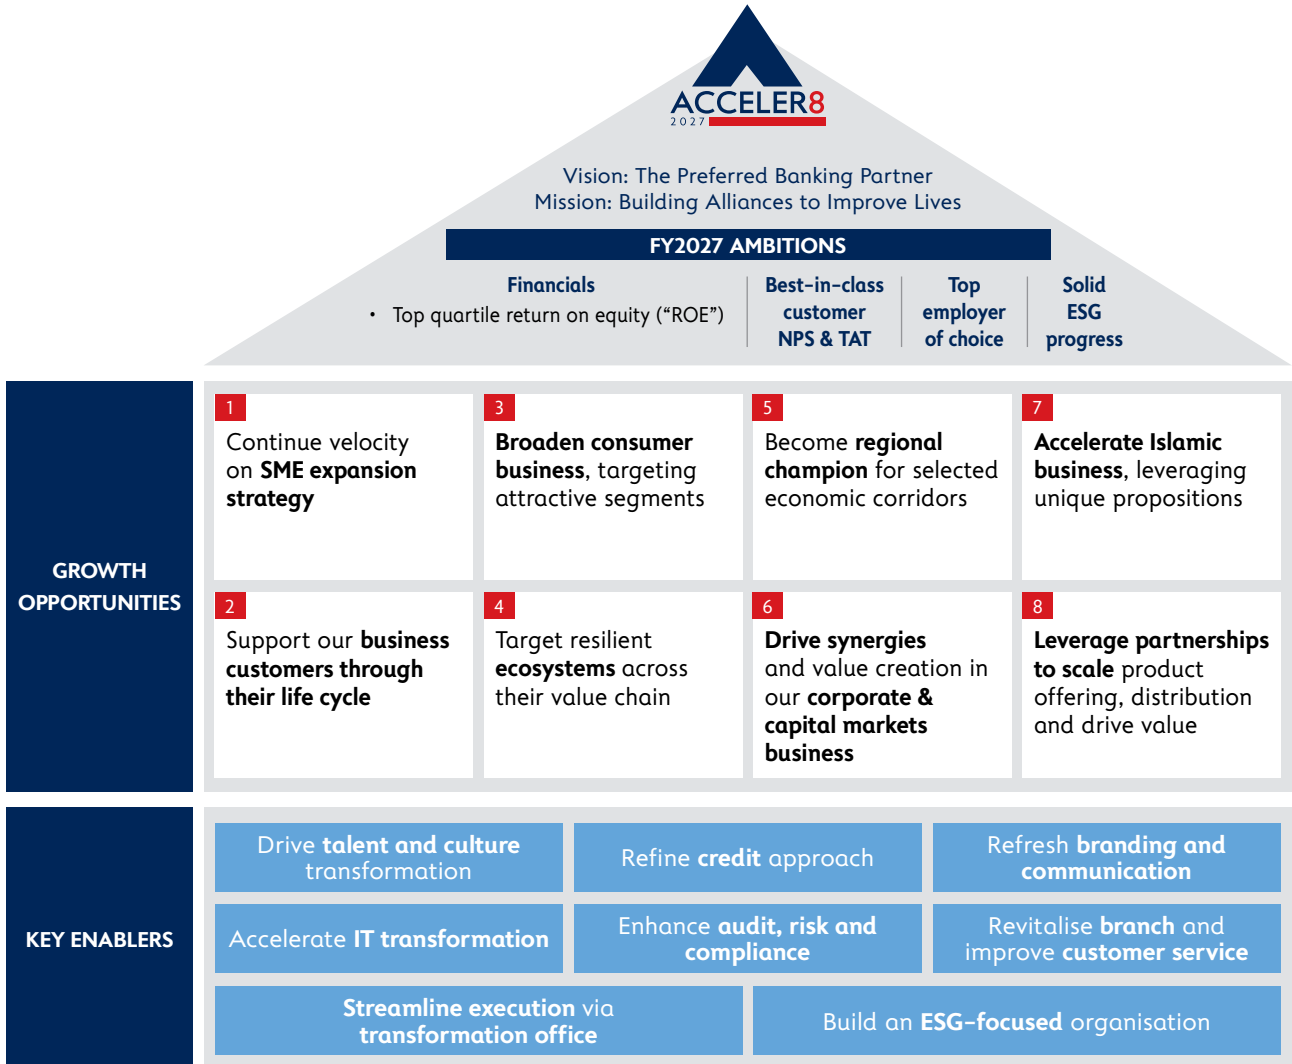 ACCELER8
2027
Vision: The Preferred Banking Partner
Mission: Building Alliances to Improve Lives
FY2027 AMBITIONS
Financials
• Top quartile return on equity (“ROE”)
Best-in-class
customer
NPS & TAT
Top
employer
of choice
Solid
ESG
progress
GROWTH
OPPORTUNITIES
1
Continue velocity
on SME expansion
strategy
3
Broaden consumer
business, targeting
attractive segments
5
Become regional
champion for selected
economic corridors
7
Accelerate Islamic
business, leveraging
unique propositions
2
Support our business
customers through
their life cycle
4
Target resilient
ecosystems across
their value chain
6
Drive synergies
and value creation in
our corporate &
capital markets
business
8
Leverage partnerships
to scale product
offering, distribution
and drive value
KEY ENABLERS
Drive talent and culture
transformation
Refine credit approach
Refresh branding and
communication
Accelerate IT transformation
Enhance audit, risk and
compliance
Revitalise branch and
improve customer service
Streamline execution via
transformation office
Build an ESG-focused organisation